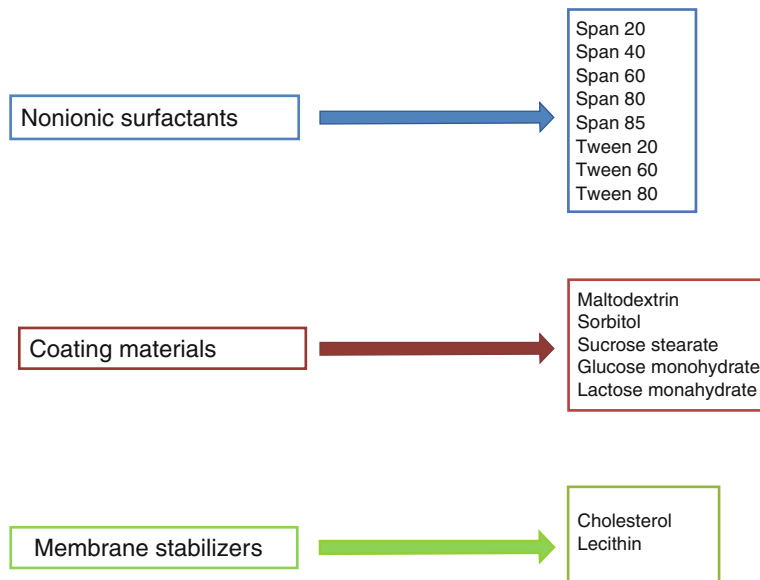 Nonionic surfactants
Span 20
Span 40
Span 60
Span 80
Span 85
Tween 20
Tween 60
Tween 80
Coating materials
Maltodextrin
Sorbitol
Sucrose stearate
Glucose monohydrate
Lactose monahydrate
Membrane stabilizers
Cholesterol
Lecithin